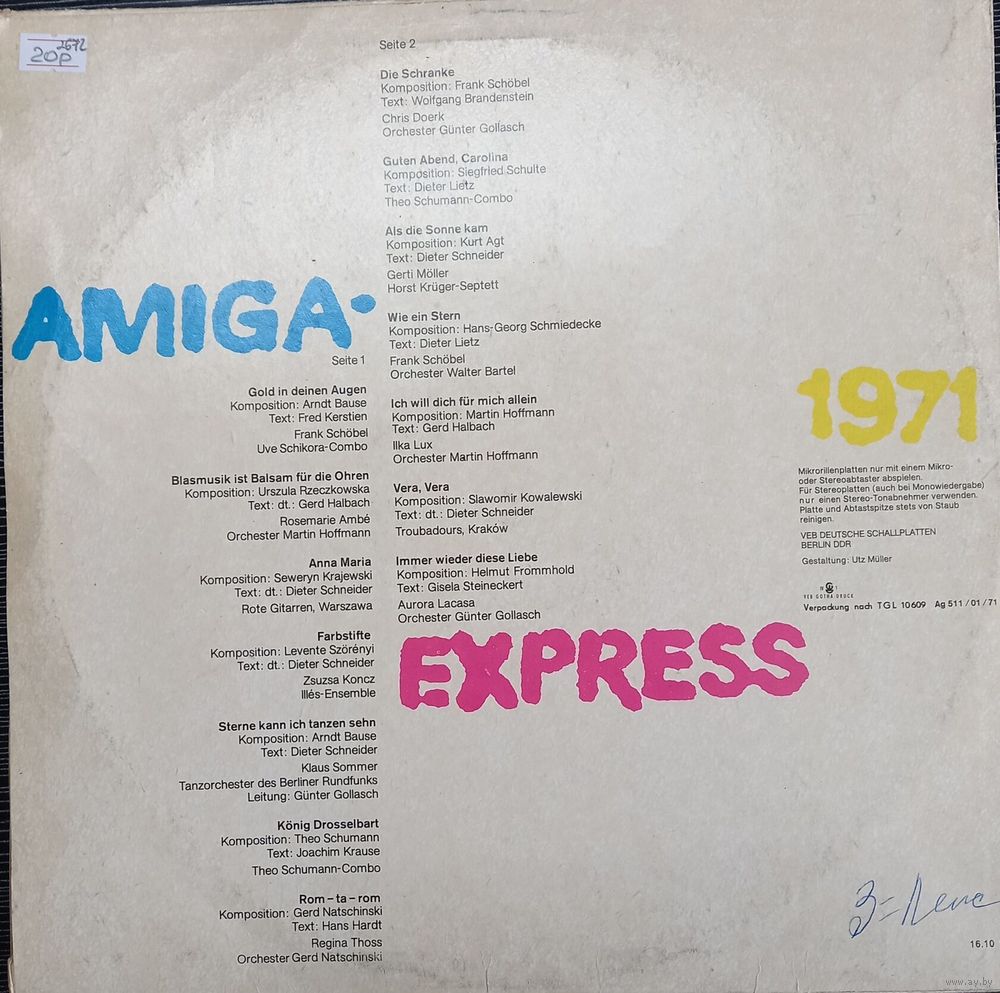 2672
20р
AMIGA-
Seite 1
Gold in deinen Augen
Komposition: Arndt Bause
Text: Fred Kerstien
Frank Schöbel
Uve Schikora-Combo
Blasmusik ist Balsam für die Ohren
Komposition: Urszula Rzeczkowska
Text: dt.: Gerd Halbach
Rosemarie Ambé
Orchester Martin Hoffmann
Anna Maria
Komposition: Seweryn Krajewski
Text: dt.: Dieter Schneider
Rote Gitarren, Warszawa
Farbstifte
Komposition: Levente Szörényi
Text: dt.: Dieter Schneider
Zsuzsa Koncz
Illés-Ensemble
Sterne kann ich tanzen sehn
Komposition: Arndt Bause
Text: Dieter Schneider
Klaus Sommer
Tanzorchester des Berliner Rundfunks
Leitung: Günter Gollasch
König Drosselbart
Komposition: Theo Schumann
Text: Joachim Krause
Theo Schumann-Combo
Rom – ta – rom
Komposition: Gerd Natschinski
Text: Hans Hardt
Regina Thoss
Orchester Gerd Natschinski
Seite 2
Die Schranke
Komposition: Frank Schöbel
Text: Wolfgang Brandenstein
Chris Doerk
Orchester Günter Gollasch
Guten Abend, Carolina
Komposition: Siegfried Schulte
Text: Dieter Lietz
Theo Schumann-Combo
Als die Sonne kam
Komposition: Kurt Agt
Text: Dieter Schneider
Gerti Möller
Horst Krüger-Septett
Wie ein Stern
Komposition: Hans-Georg Schmiedecke
Text: Dieter Lietz
Frank Schöbel
Orchester Walter Bartel
Ich will dich für mich allein
Komposition: Martin Hoffmann
Text: Gerd Halbach
Ilka Lux
Orchester Martin Hoffmann
Vera, Vera
Komposition: Slawomir Kowalewski
Text: dt.: Dieter Schneider
Troubadours, Kraków
Immer wieder diese Liebe
Komposition: Helmut Frommhold
Text: Gisela Steineckert
Aurora Lacasa
Orchester Günter Gollasch
EXPRESS
1971
Mikrorillenplatten nur mit einem Mikro-
oder Stereoabtaster abspielen.
Für Stereoplatten (auch bei Monowiedergabe)
nur einen Stereo-Tonabnehmer verwenden.
Platte und Abtastspitze stets von Staub
reinigen.
VEB DEUTSCHE SCHALLPLATTEN
BERLIN DDR
Gestaltung: Utz Müller
VEB GOTHA-DRUCK
Verpackung nach TGL 10609 Ag 511/01/71
16.10
www.ay.by